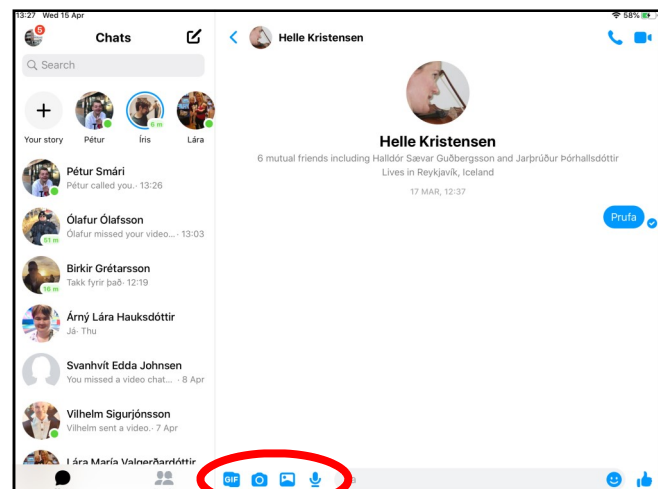 13:27 Wed 15 Apr
58%
5
Chats
Search
Your story
Pétur
6 m
Íris
Lára
Pétur Smári
Pétur called you. · 13:26
51 m
Ólafur Ólafsson
Ólafur missed your video... · 13:03
16 m
Birkir Grétarsson
Takk fyrir það · 12:19
Árný Lára Hauksdóttir
Já · Thu
Svanhvít Edda Johnsen
You missed a video chat... · 8 Apr
Vilhelm Sigurjónsson
Vilhelm sent a video. · 7 Apr
Lára María Valgerðardóttir
Helle Kristensen
Helle Kristensen
6 mutual friends including Halldór Sævar Guðbergsson and Jarþrúður Þórhallsdóttir
Lives in Reykjavík, Iceland
17 MAR, 12:37
Prufa
GIF